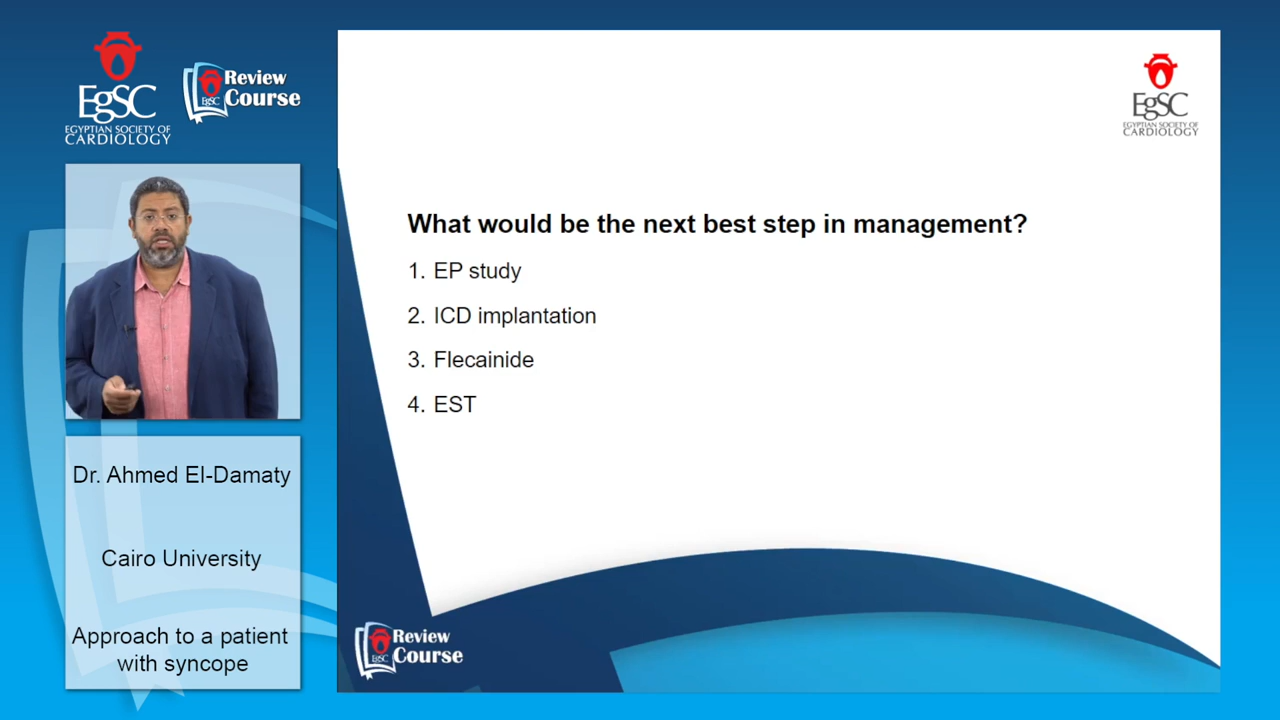 EgSC
EGYPTIAN SOCIETY OF
CARDIOLOGY
Review
Course
EgSC
EgSC
EGYPTIAN SOCIETY OF
CARDIOLOGY
What would be the next best step in management?
1. EP study
2. ICD implantation
3. Flecainide
4. EST
Dr. Ahmed El-Damaty
Cairo University
Approach to a patient
with syncope
Review
Course
EgSC